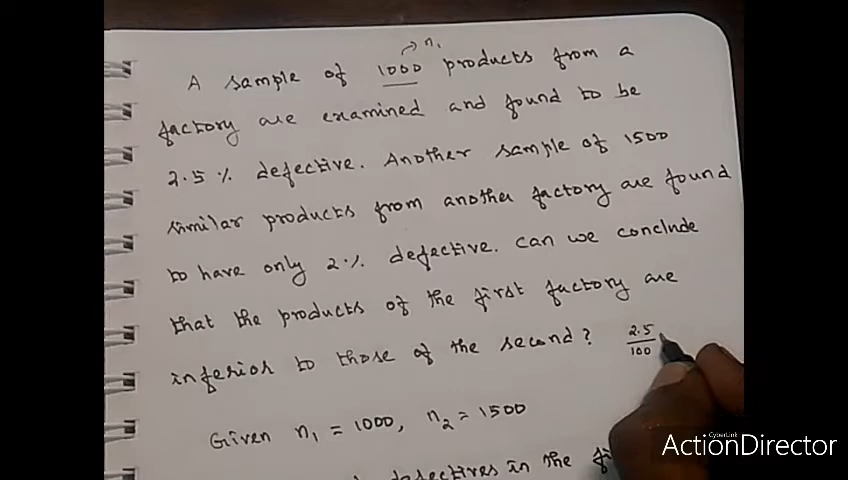 n₁
A sample of 1000 products from a
factory are examined and found to be
2.5 % defective. Another sample of 1500
similar products from another factory are found
to have only 2% defective. Can we conclude
that the products of the first factory are
inferior to those of the second? 2.5/100
Given n₁ = 1000, n₂ = 1500
defectives in the
CyberLink
ActionDirector